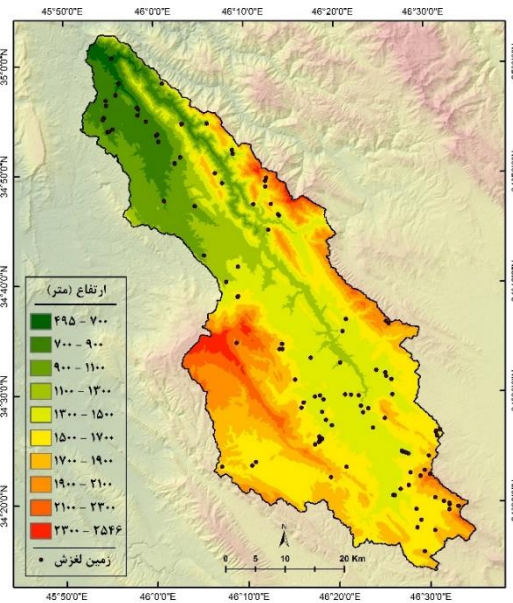 45°50'0"E 46°0'0"E 46°10'0"E 46°20'0"E 46°30'0"E
35°0'0"N
34°50'0"N
34°40'0"N
34°30'0"N
34°20'0"N
ارتفاع (متر)
۴۹۵ - ۷۰۰
۷۰۰ - ۹۰۰
۹۰۰ - ۱۱۰۰
۱۱۰۰ - ۱۳۰۰
۱۳۰۰ - ۱۵۰۰
۱۵۰۰ - ۱۷۰۰
۱۷۰۰ - ۱۹۰۰
۱۹۰۰ - ۲۱۰۰
۲۱۰۰ - ۲۳۰۰
۲۳۰۰ - ۲۵۴۶
زمین لغزش
N
0 5 10 20 Km
45°50'0"E 46°0'0"E 46°10'0"E 46°20'0"E 46°30'0"E